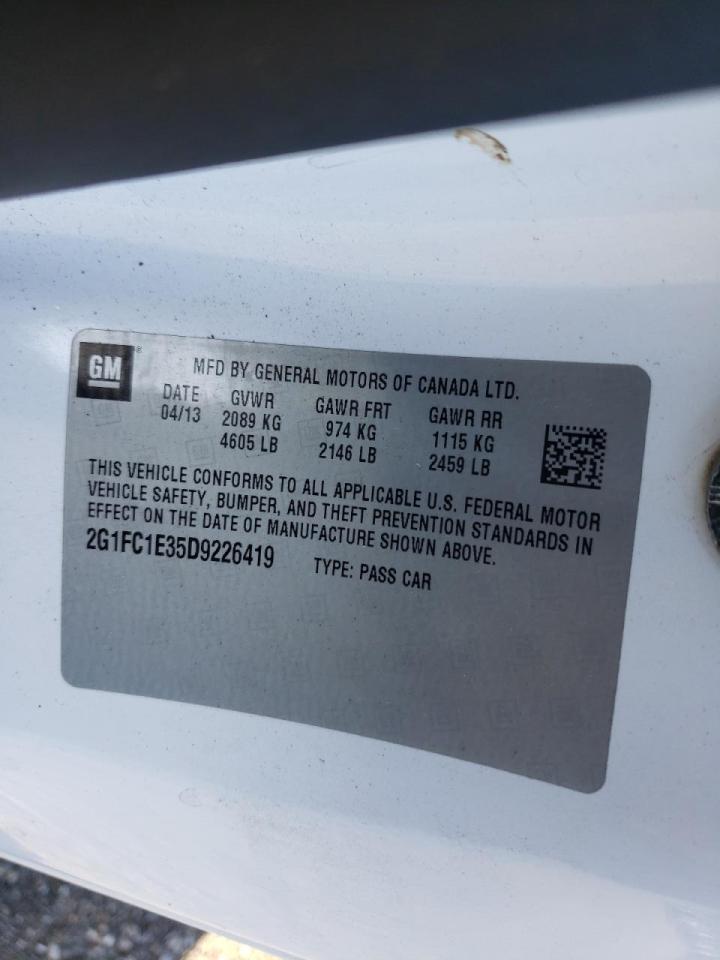 GM ®
MFD BY GENERAL MOTORS OF CANADA LTD.
DATE GVWR GAWR FRT GAWR RR
04/13 2089 KG 974 KG 1115 KG
4605 LB 2146 LB 2459 LB
THIS VEHICLE CONFORMS TO ALL APPLICABLE U.S. FEDERAL MOTOR
VEHICLE SAFETY, BUMPER, AND THEFT PREVENTION STANDARDS IN
EFFECT ON THE DATE OF MANUFACTURE SHOWN ABOVE.
2G1FC1E35D9226419 TYPE: PASS CAR